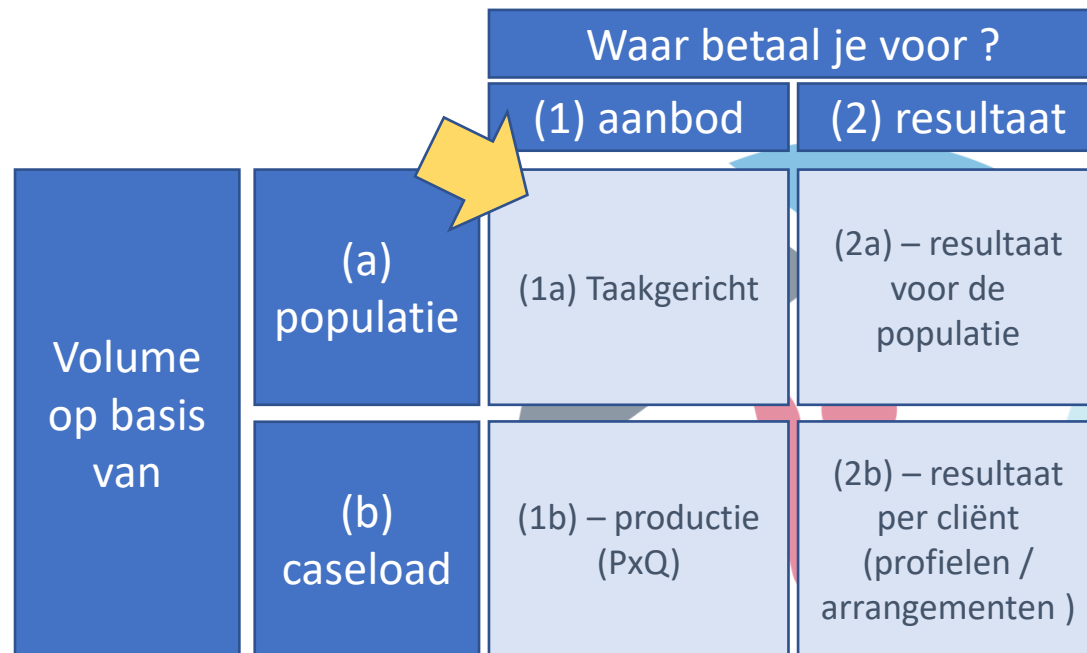 Waar betaal je voor ?
(1) aanbod
(2) resultaat
Volume
op basis
van
(a)
populatie
(1a) Taakgericht
(2a) – resultaat
voor de
populatie
(b)
caseload
(1b) – productie
(PxQ)
(2b) – resultaat
per cliënt
(profielen /
arrangementen )